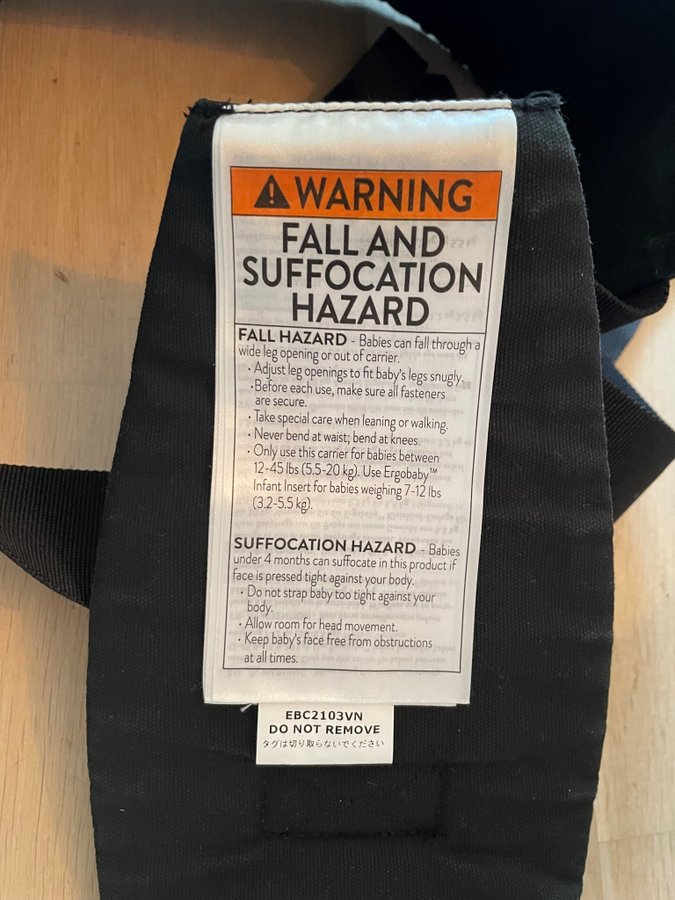 WARNING
FALL AND
SUFFOCATION
HAZARD
FALL HAZARD - Babies can fall through a
wide leg opening or out of carrier.
· Adjust leg openings to fit baby's legs snugly.
· Before each use, make sure all fasteners
are secure.
· Take special care when leaning or walking.
· Never bend at waist; bend at knees.
· Only use this carrier for babies between
12-45 lbs (5.5-20 kg). Use Ergobaby™
Infant Insert for babies weighing 7-12 lbs
(3.2-5.5 kg).
SUFFOCATION HAZARD - Babies
under 4 months can suffocate in this product if
face is pressed tight against your body.
· Do not strap baby too tight against your
body.
· Allow room for head movement.
· Keep baby's face free from obstructions
at all times.
EBC2103VN
DO NOT REMOVE
タグは切り取らないでください